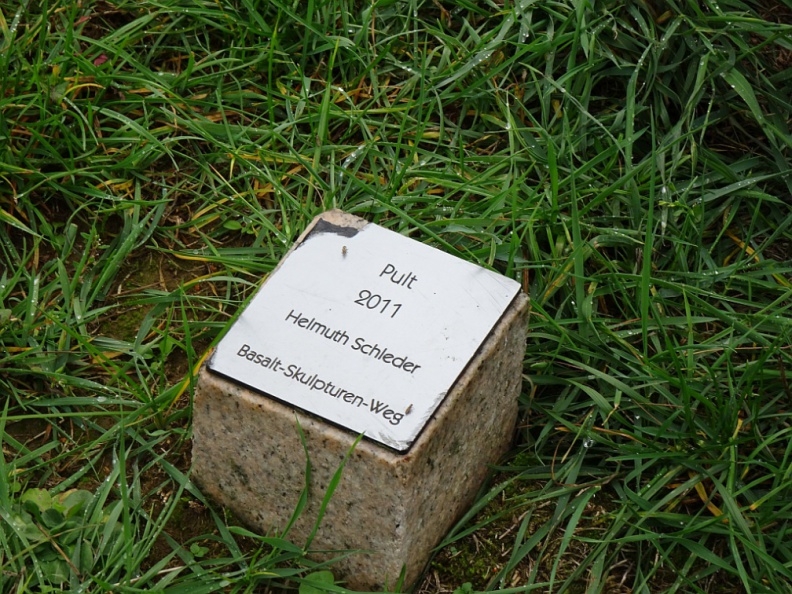 Pult
2011
Helmuth Schleder
Basalt-Skulpturen-Weg